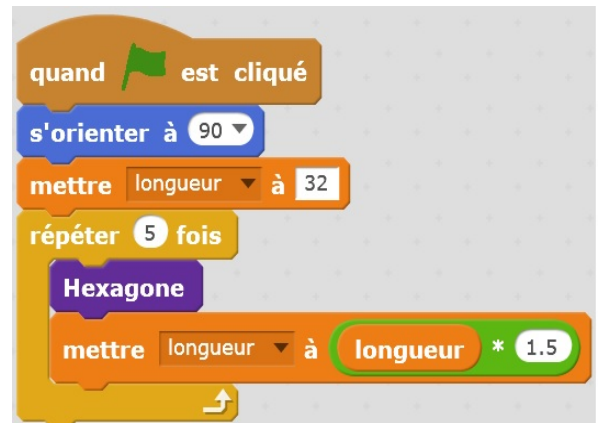 quand est cliqué
s'orienter à 90
mettre longueur à 32
répéter 5 fois
Hexagone
mettre longueur à longueur * 1.5